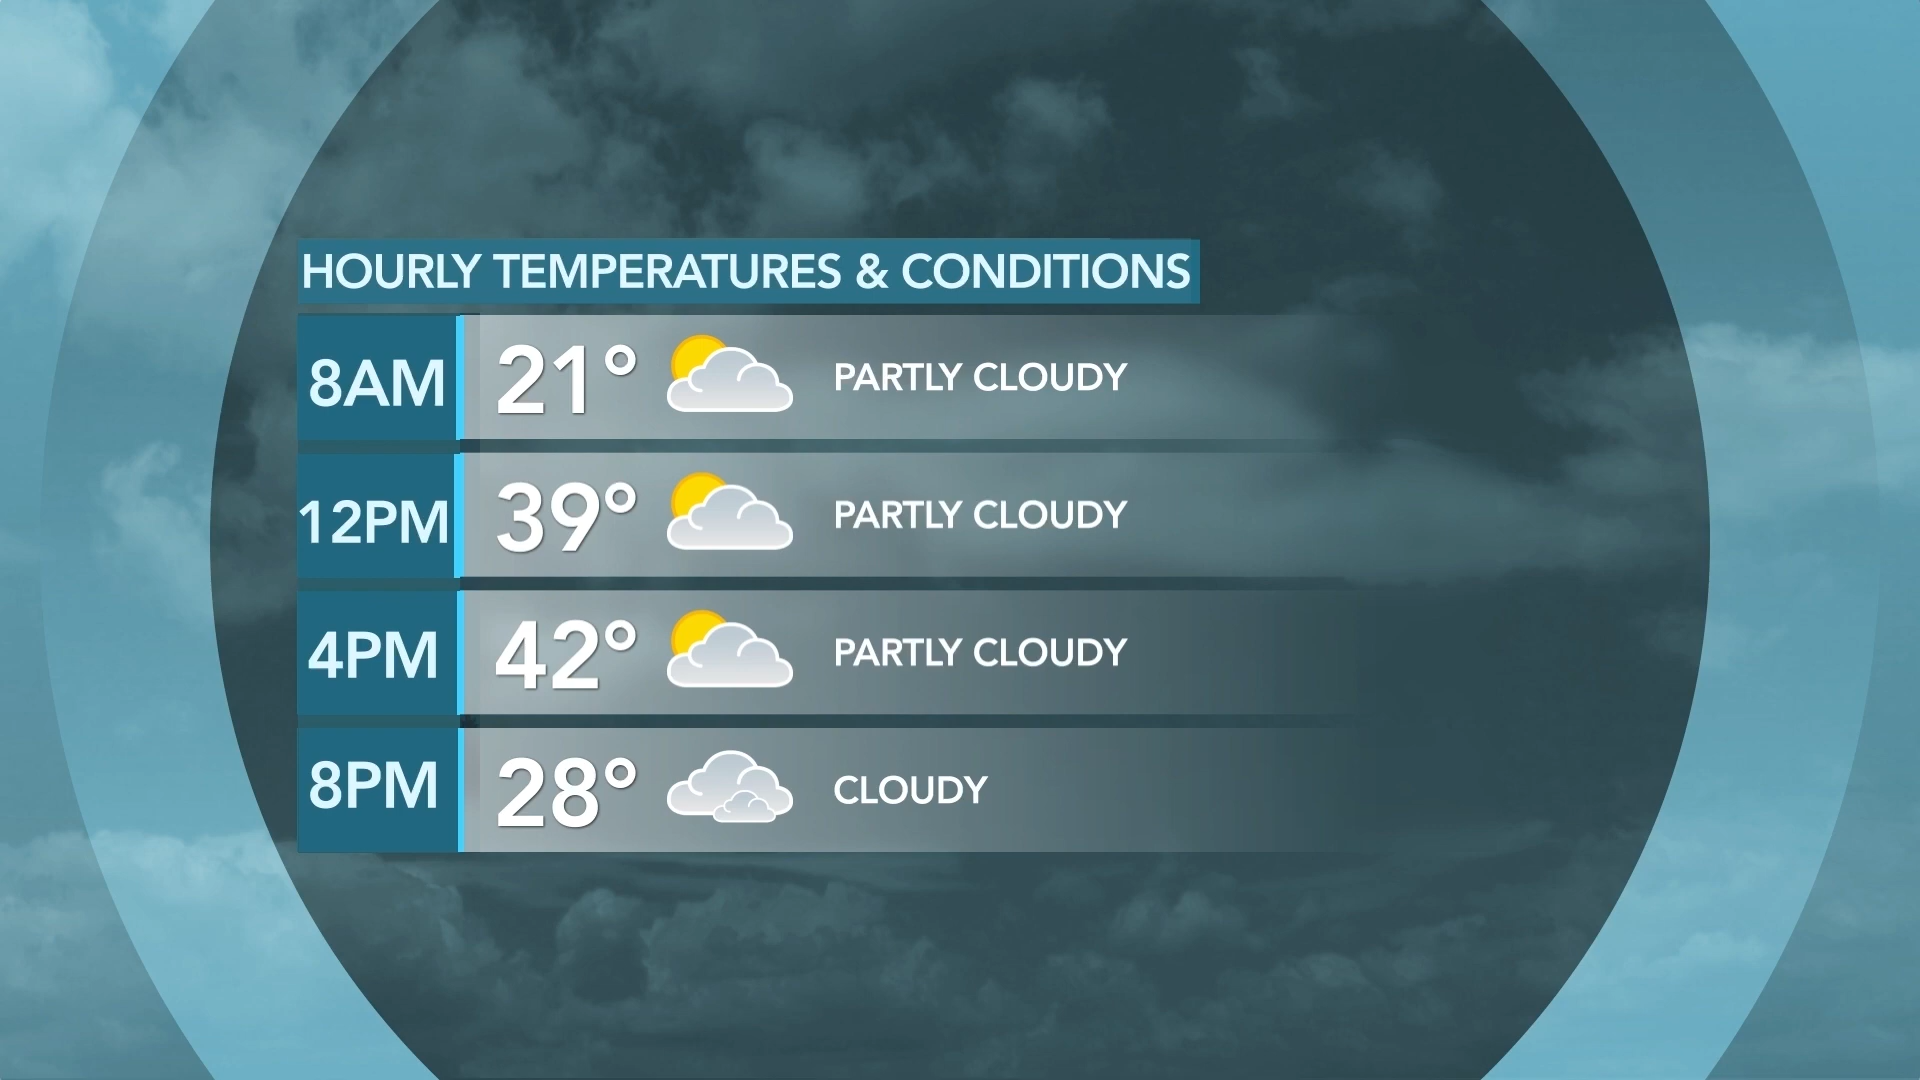 HOURLY TEMPERATURES & CONDITIONS
8AM 21° PARTLY CLOUDY
12PM 39° PARTLY CLOUDY
4PM 42° PARTLY CLOUDY
8PM 28° CLOUDY